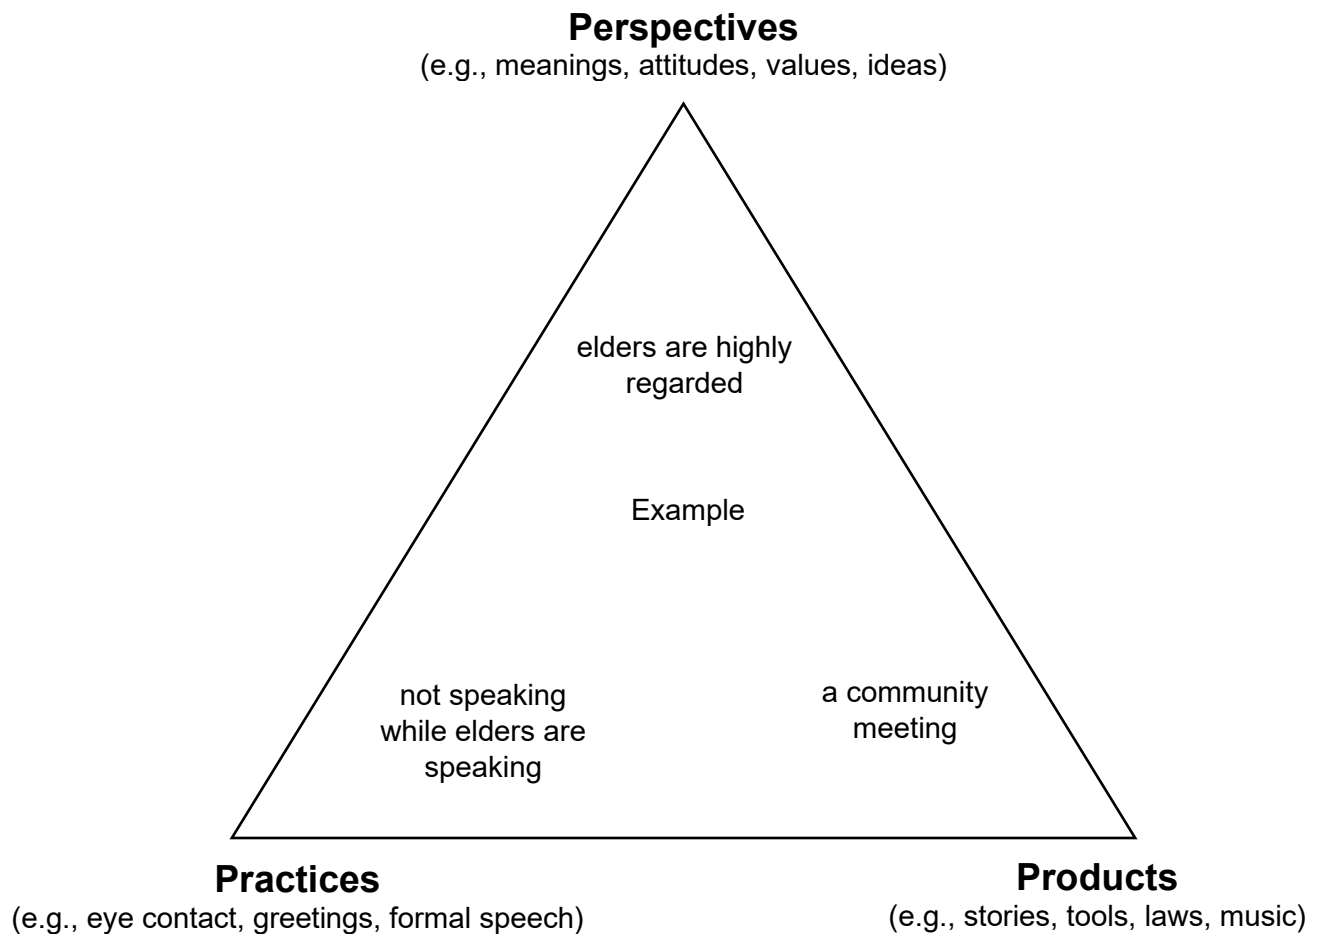 Perspectives
(e.g., meanings, attitudes, values, ideas)
elders are highly
regarded
Example
not speaking
while elders are
speaking
a community
meeting
Practices
(e.g., eye contact, greetings, formal speech)
Products
(e.g., stories, tools, laws, music)